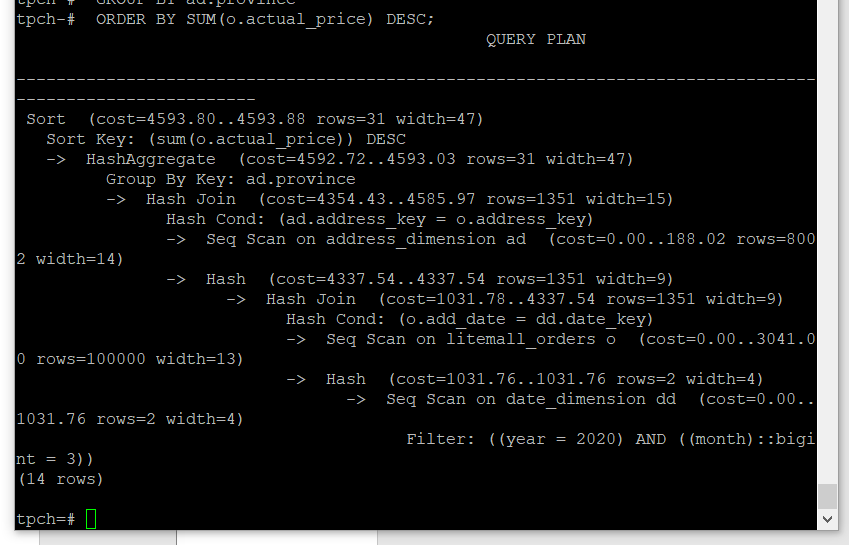 tpch-#  GROUP BY ad.province
tpch-#  ORDER BY SUM(o.actual_price) DESC;
QUERY PLAN
--------------------------------------------------------------------------------
------------------------
 Sort  (cost=4593.80..4593.88 rows=31 width=47)
   Sort Key: (sum(o.actual_price)) DESC
   ->  HashAggregate  (cost=4592.72..4593.03 rows=31 width=47)
         Group By Key: ad.province
         ->  Hash Join  (cost=4354.43..4585.97 rows=1351 width=15)
               Hash Cond: (ad.address_key = o.address_key)
               ->  Seq Scan on address_dimension ad  (cost=0.00..188.02 rows=800
2 width=14)
               ->  Hash  (cost=4337.54..4337.54 rows=1351 width=9)
                     ->  Hash Join  (cost=1031.78..4337.54 rows=1351 width=9)
                           Hash Cond: (o.add_date = dd.date_key)
                           ->  Seq Scan on litemall_orders o  (cost=0.00..3041.0
0 rows=100000 width=13)
                           ->  Hash  (cost=1031.76..1031.76 rows=2 width=4)
                                 ->  Seq Scan on date_dimension dd  (cost=0.00..
1031.76 rows=2 width=4)
                                       Filter: ((year = 2020) AND ((month)::bigi
nt = 3))
(14 rows)
tpch=#